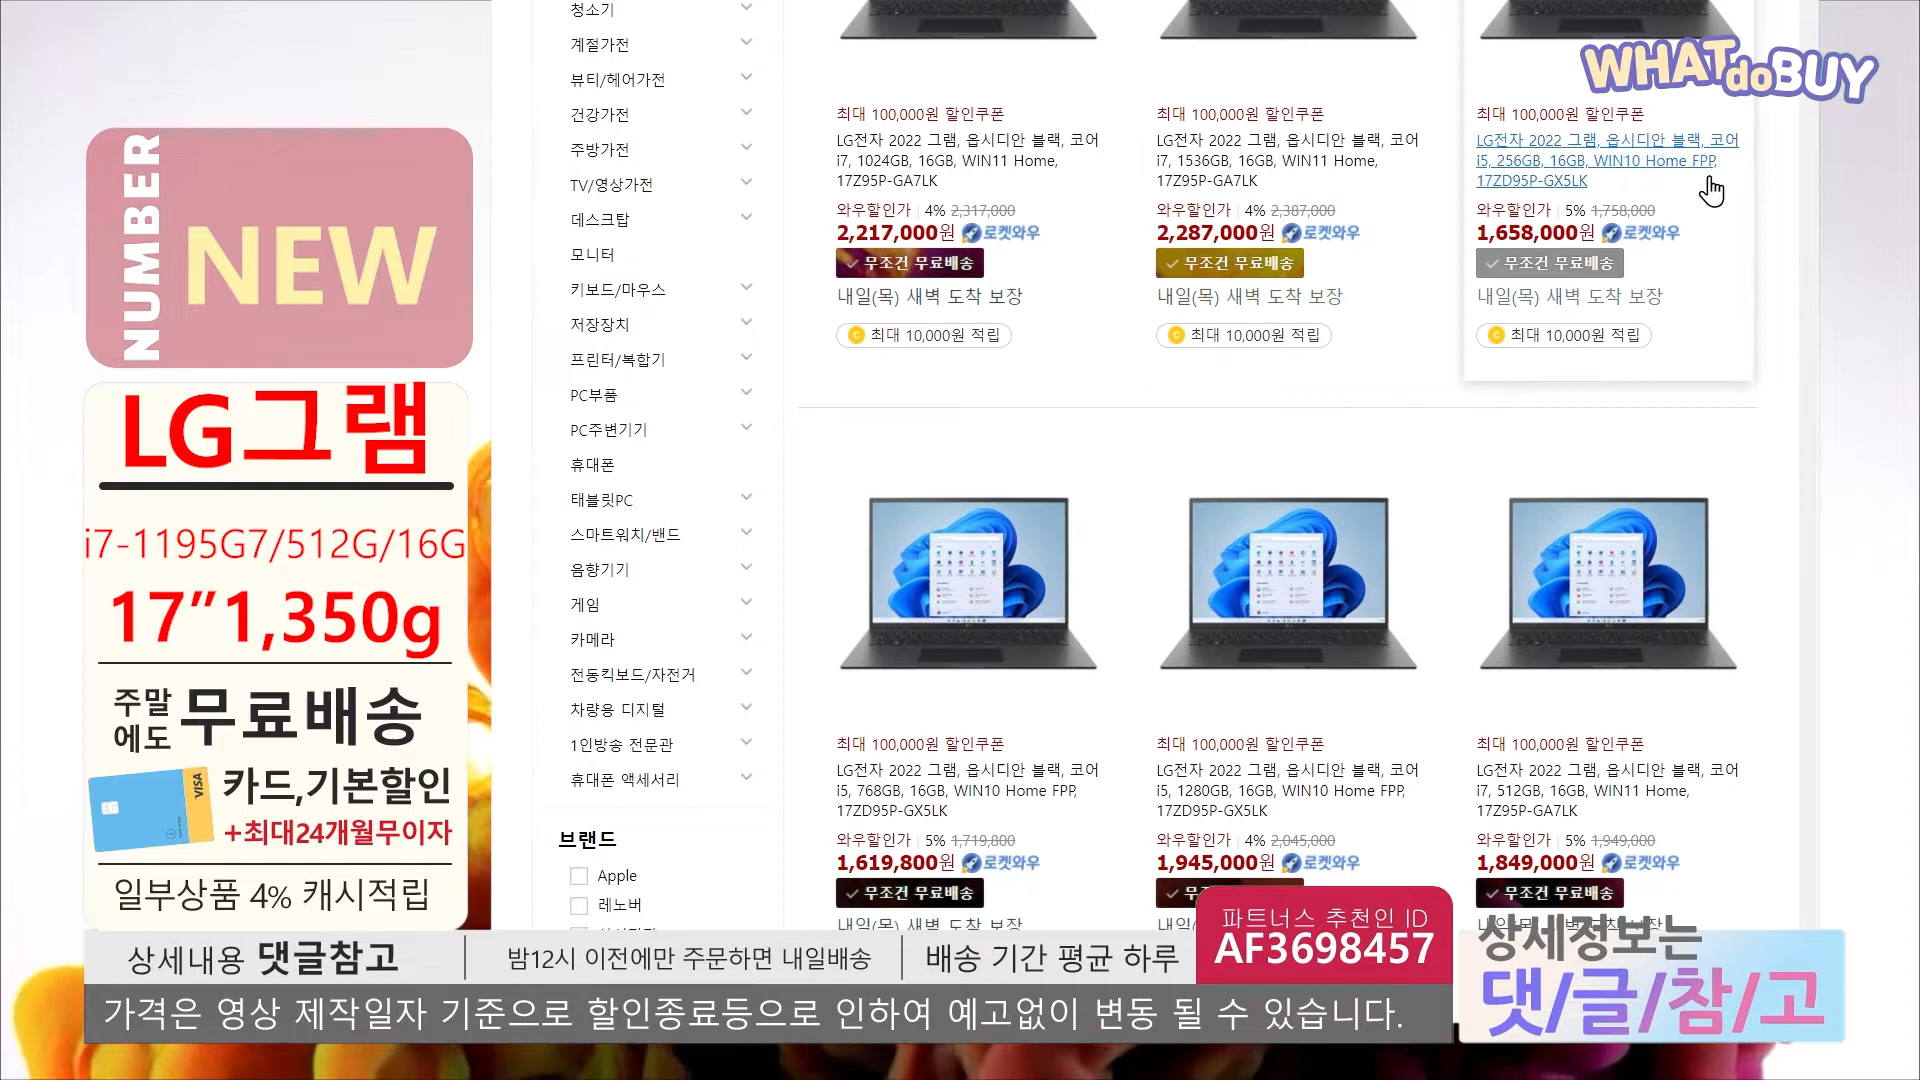 WHAT do BUY
NUMBER
NEW
LG그램
i7-1195G7/512G/16G
17”1,350g
주말
에도
무료배송
VISA
카드,기본할인
+최대24개월무이자
일부상품 4% 캐시적립
청소기
계절가전
뷰티/헤어가전
건강가전
주방가전
TV/영상가전
데스크탑
모니터
키보드/마우스
저장장치
프린터/복합기
PC부품
PC주변기기
휴대폰
태블릿PC
스마트워치/밴드
음향기기
게임
카메라
전동킥보드/자전거
차량용 디지털
1인방송 전문관
휴대폰 액세서리
브랜드
Apple
레노버
최대 100,000원 할인쿠폰
LG전자 2022 그램, 옵시디안 블랙, 코어
i7, 1024GB, 16GB, WIN11 Home,
17Z95P-GA7LK
와우할인가 4% 2,317,000
2,217,000원 로켓와우
무조건 무료배송
내일(목) 새벽 도착 보장
최대 10,000원 적립
최대 100,000원 할인쿠폰
LG전자 2022 그램, 옵시디안 블랙, 코어
i7, 1536GB, 16GB, WIN11 Home,
17Z95P-GA7LK
와우할인가 4% 2,387,000
2,287,000원 로켓와우
무조건 무료배송
내일(목) 새벽 도착 보장
최대 10,000원 적립
최대 100,000원 할인쿠폰
LG전자 2022 그램, 옵시디안 블랙, 코어
i5, 256GB, 16GB, WIN10 Home FPP,
17ZD95P-GX5LK
와우할인가 5% 1,758,000
1,658,000원 로켓와우
무조건 무료배송
내일(목) 새벽 도착 보장
최대 10,000원 적립
최대 100,000원 할인쿠폰
LG전자 2022 그램, 옵시디안 블랙, 코어
i5, 768GB, 16GB, WIN10 Home FPP,
17ZD95P-GX5LK
와우할인가 5% 1,719,800
1,619,800원 로켓와우
무조건 무료배송
내일(목) 새벽 도착 보장
최대 100,000원 할인쿠폰
LG전자 2022 그램, 옵시디안 블랙, 코어
i5, 1280GB, 16GB, WIN10 Home FPP,
17ZD95P-GX5LK
와우할인가 4% 2,045,000
1,945,000원 로켓와우
최대 100,000원 할인쿠폰
LG전자 2022 그램, 옵시디안 블랙, 코어
i7, 512GB, 16GB, WIN11 Home,
17Z95P-GA7LK
와우할인가 5% 1,949,000
1,849,000원 로켓와우
무조건 무료배송
상세내용 댓글참고
밤12시 이전에만 주문하면 내일배송
배송 기간 평균 하루
파트너스 추천인 ID
AF3698457
상세정보는
댓/글/참/고
가격은 영상 제작일자 기준으로 할인종료등으로 인하여 예고없이 변동 될 수 있습니다.